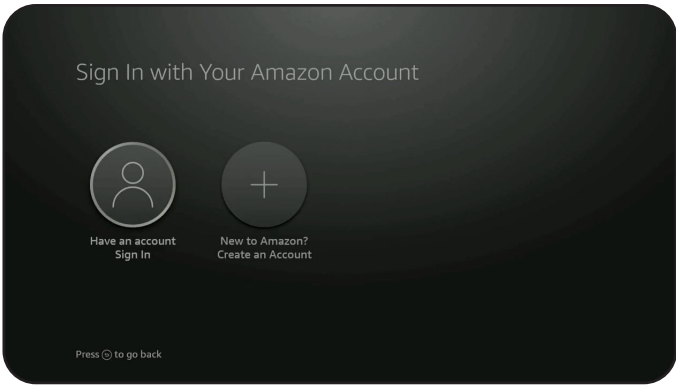 Sign In with Your Amazon Account
Have an account
Sign In
New to Amazon?
Create an Account
Press to go back